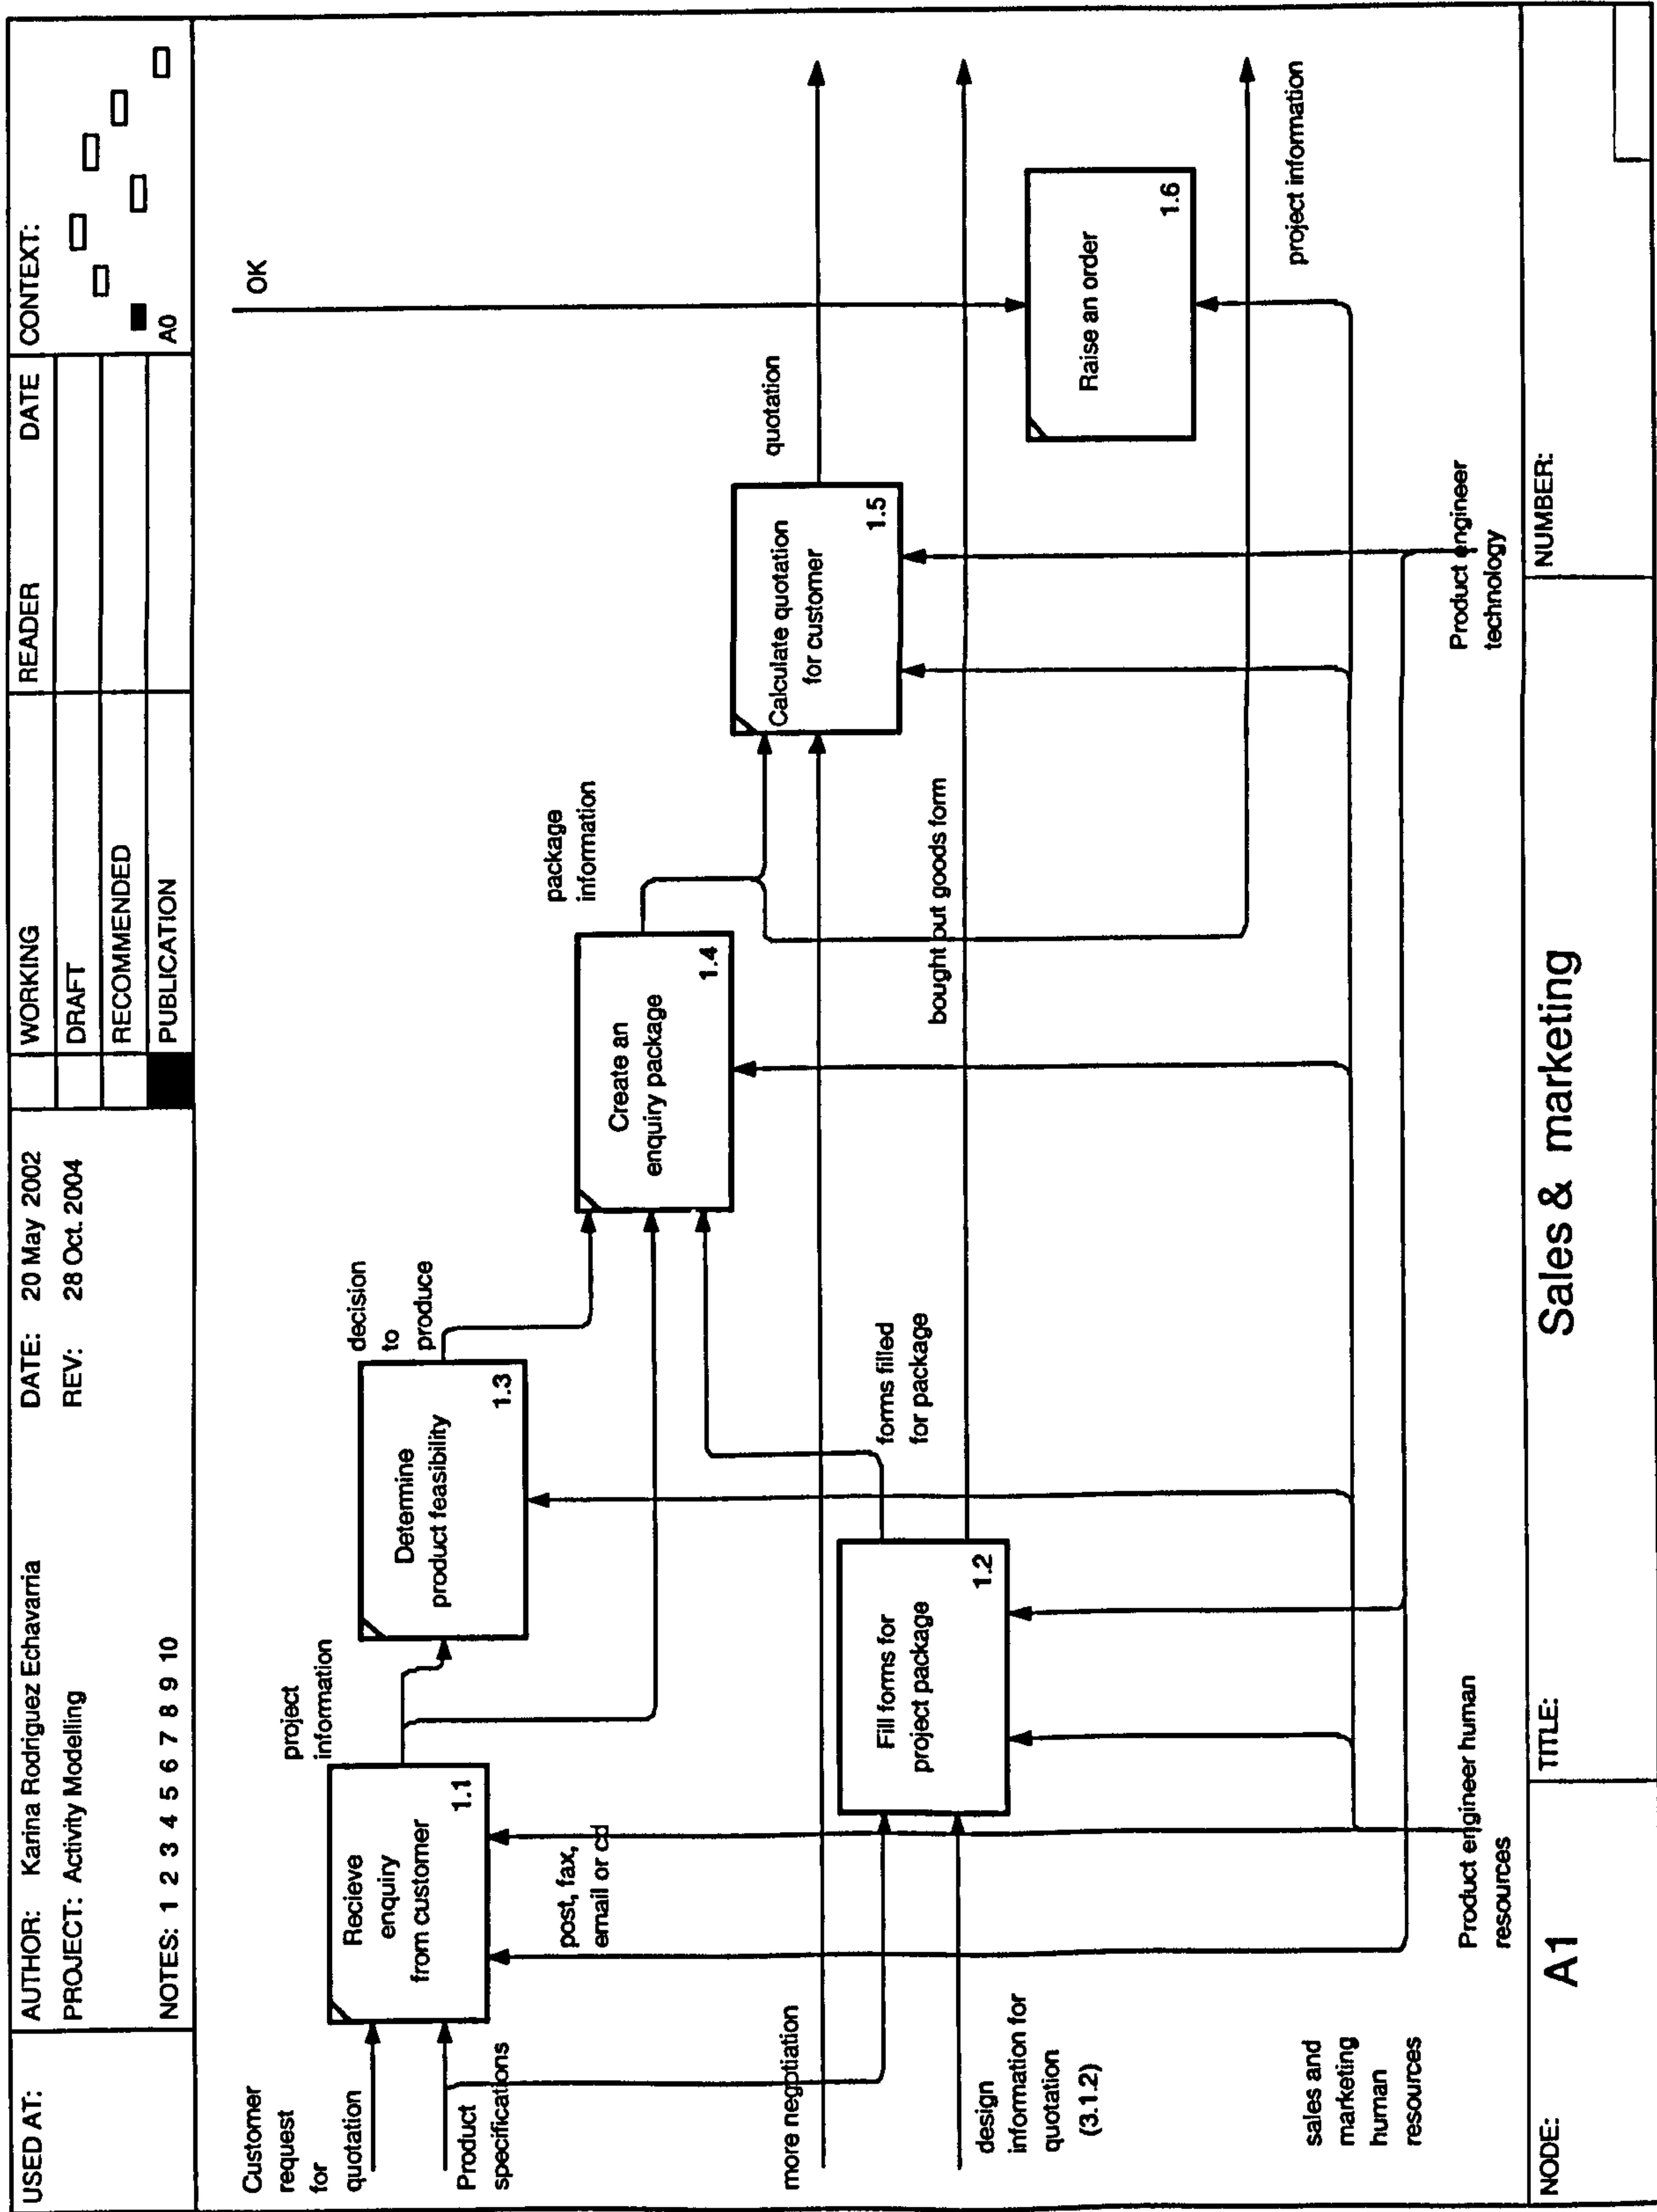 USED AT:
AUTHOR: Karina Rodriguez Echavarria
DATE: 20 May 2002
PROJECT: Activity Modelling
REV: 28 Oct. 2004
NOTES: 1 2 3 4 5 6 7 8 9 10
WORKING
DRAFT
RECOMMENDED
PUBLICATION
READER
DATE
CONTEXT:
A0
Customer
request
for
quotation
Product
specifications
Recieve
enquiry
from customer
1.1
project
information
post, fax,
email or cd
Determine
product feasibility
1.3
decision
to
produce
Create an
enquiry package
1.4
package
information
OK
more negotiation
design
information for
quotation
(3.1.2)
Fill forms for
project package
1.2
forms filled
for package
bought out goods form
Calculate quotation
for customer
1.5
quotation
Raise an order
1.6
project information
sales and
marketing
human
resources
Product engineer human
resources
Product engineer
technology
NODE:
A1
TITLE:
Sales & marketing
NUMBER: